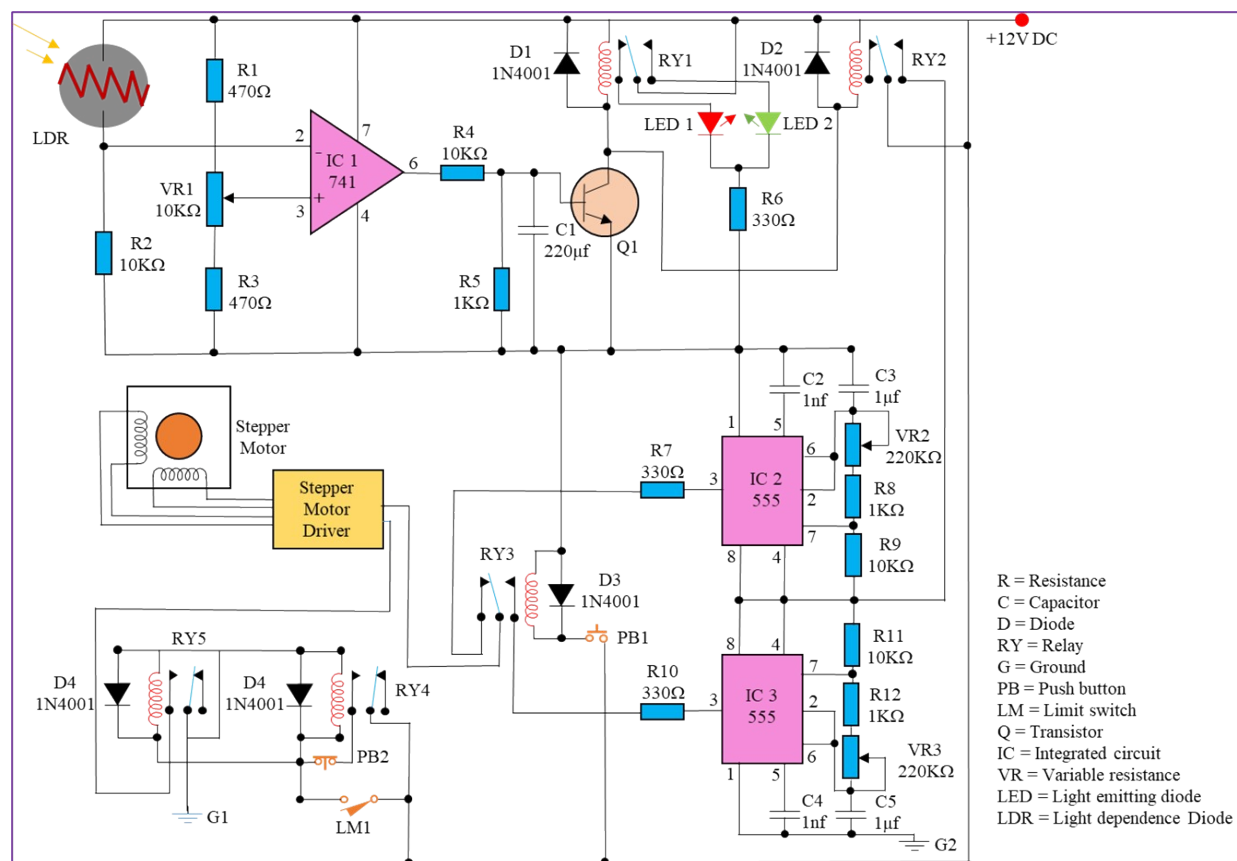 +12V DC
D1
1N4001
RY1
D2
1N4001
RY2
R1
470Ω
LDR
LED 1
LED 2
2
7
-
IC 1
741
6
R4
10KΩ
VR1
10KΩ
+
3
4
R6
330Ω
R2
10KΩ
C1
220μf
Q1
R3
470Ω
R5
1KΩ
C2
1nf
C3
1μf
Stepper
Motor
1
5
VR2
220KΩ
R7
330Ω
6
3
IC 2
555
2
R8
1KΩ
Stepper
Motor
Driver
7
R9
10KΩ
8
4
RY3
D3
1N4001
PB1
R = Resistance
C = Capacitor
D = Diode
RY = Relay
G = Ground
PB = Push button
LM = Limit switch
Q = Transistor
IC = Integrated circuit
VR = Variable resistance
LED = Light emitting diode
LDR = Light dependence Diode
RY5
D4
1N4001
D4
1N4001
RY4
8
4
R11
10KΩ
7
R10
330Ω
3
IC 3
555
2
R12
1KΩ
6
VR3
220KΩ
PB2
1
5
G1
LM1
C4
1nf
C5
1μf
G2